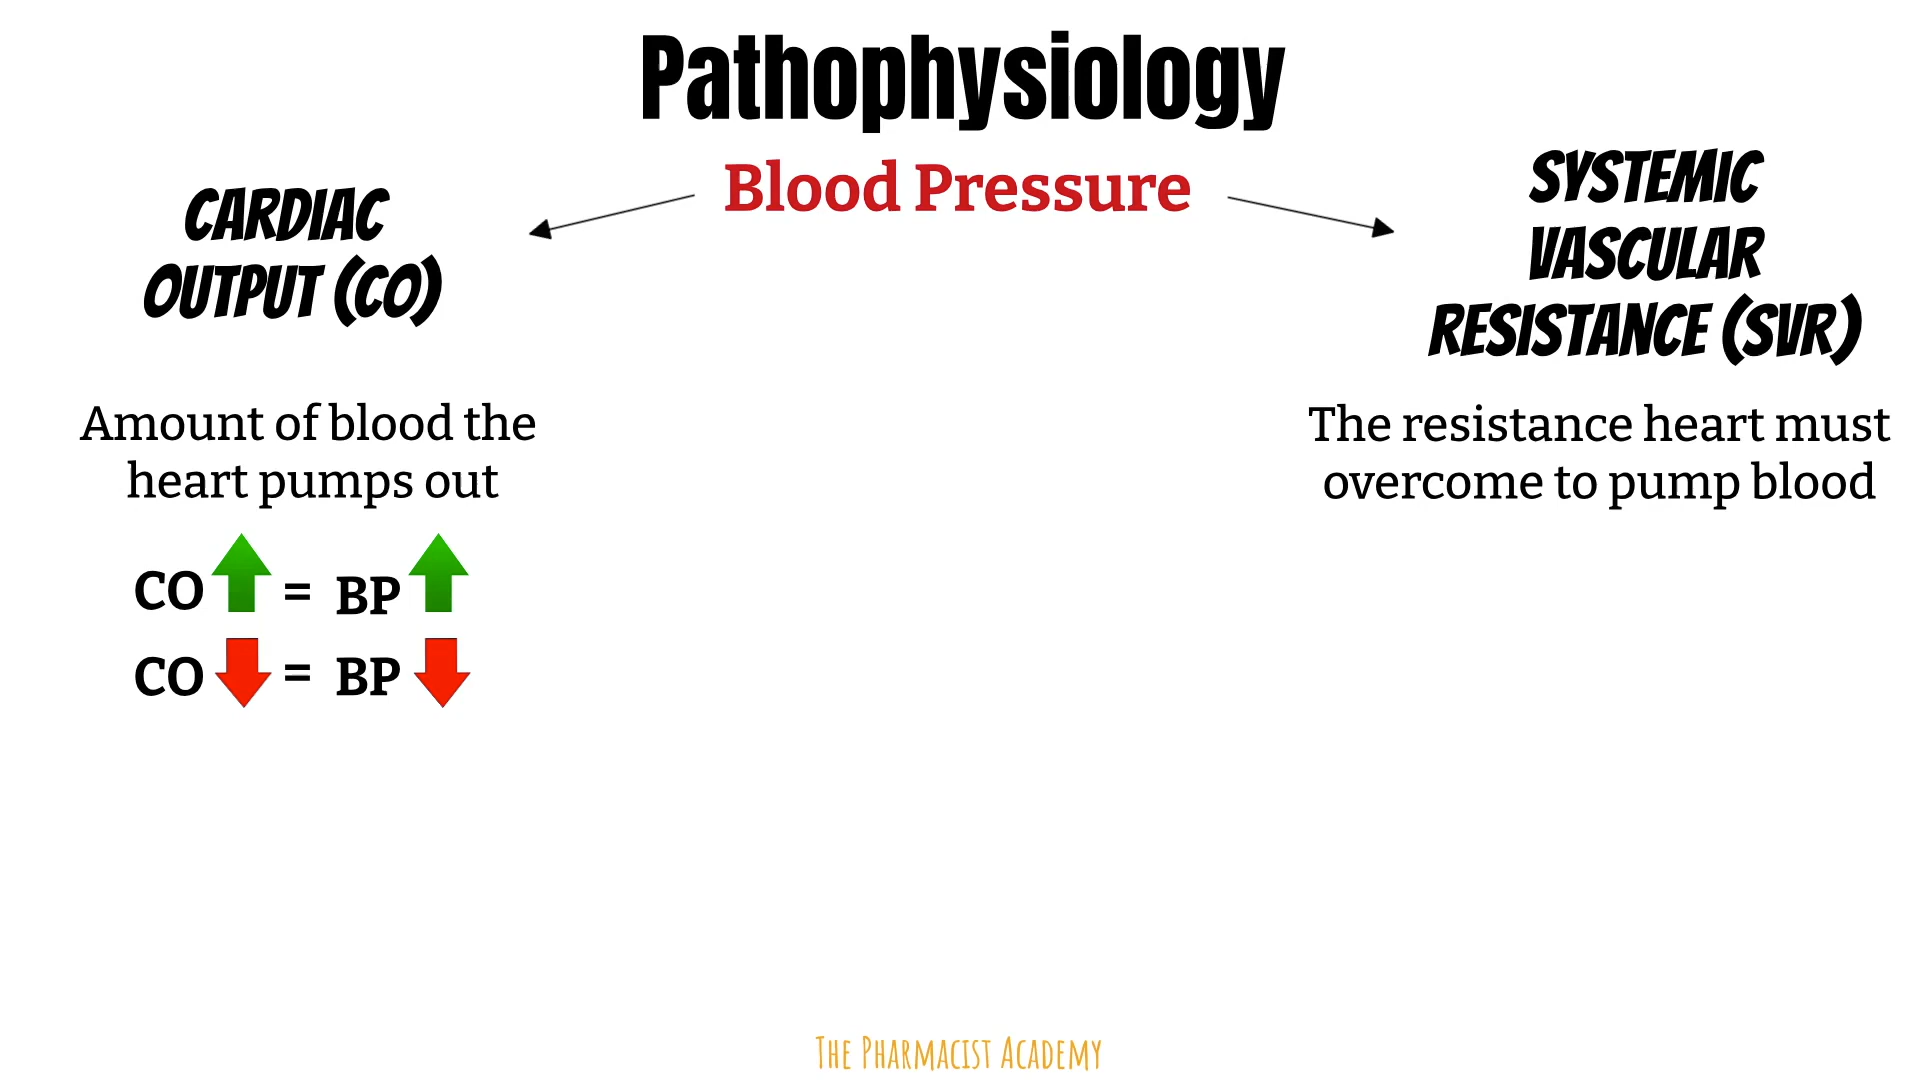 Pathophysiology
Blood Pressure
CARDIAC
OUTPUT (CO)
Amount of blood the
heart pumps out
CO = BP
CO = BP
SYSTEMIC
VASCULAR
RESISTANCE (SVR)
The resistance heart must
overcome to pump blood
The Pharmacist Academy